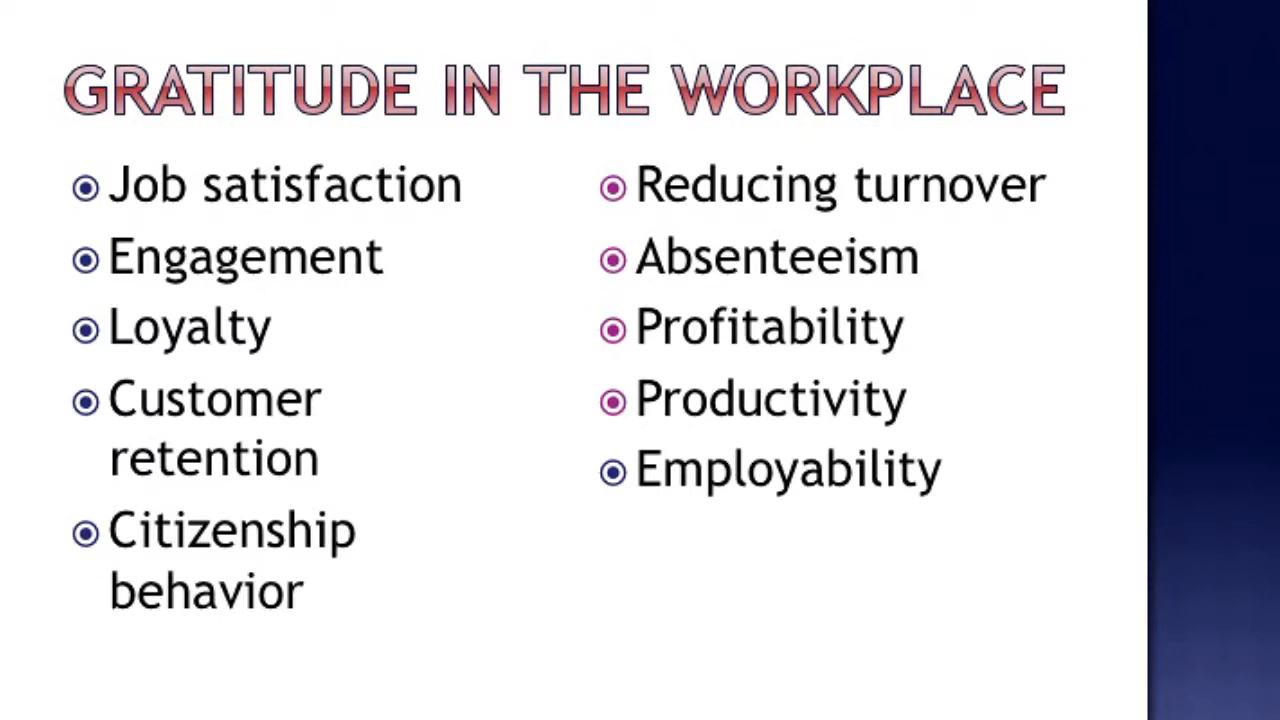 GRATITUDE IN THE WORKPLACE
Job satisfaction
Engagement
Loyalty
Customer
retention
Citizenship
behavior
Reducing turnover
Absenteeism
Profitability
Productivity
Employability